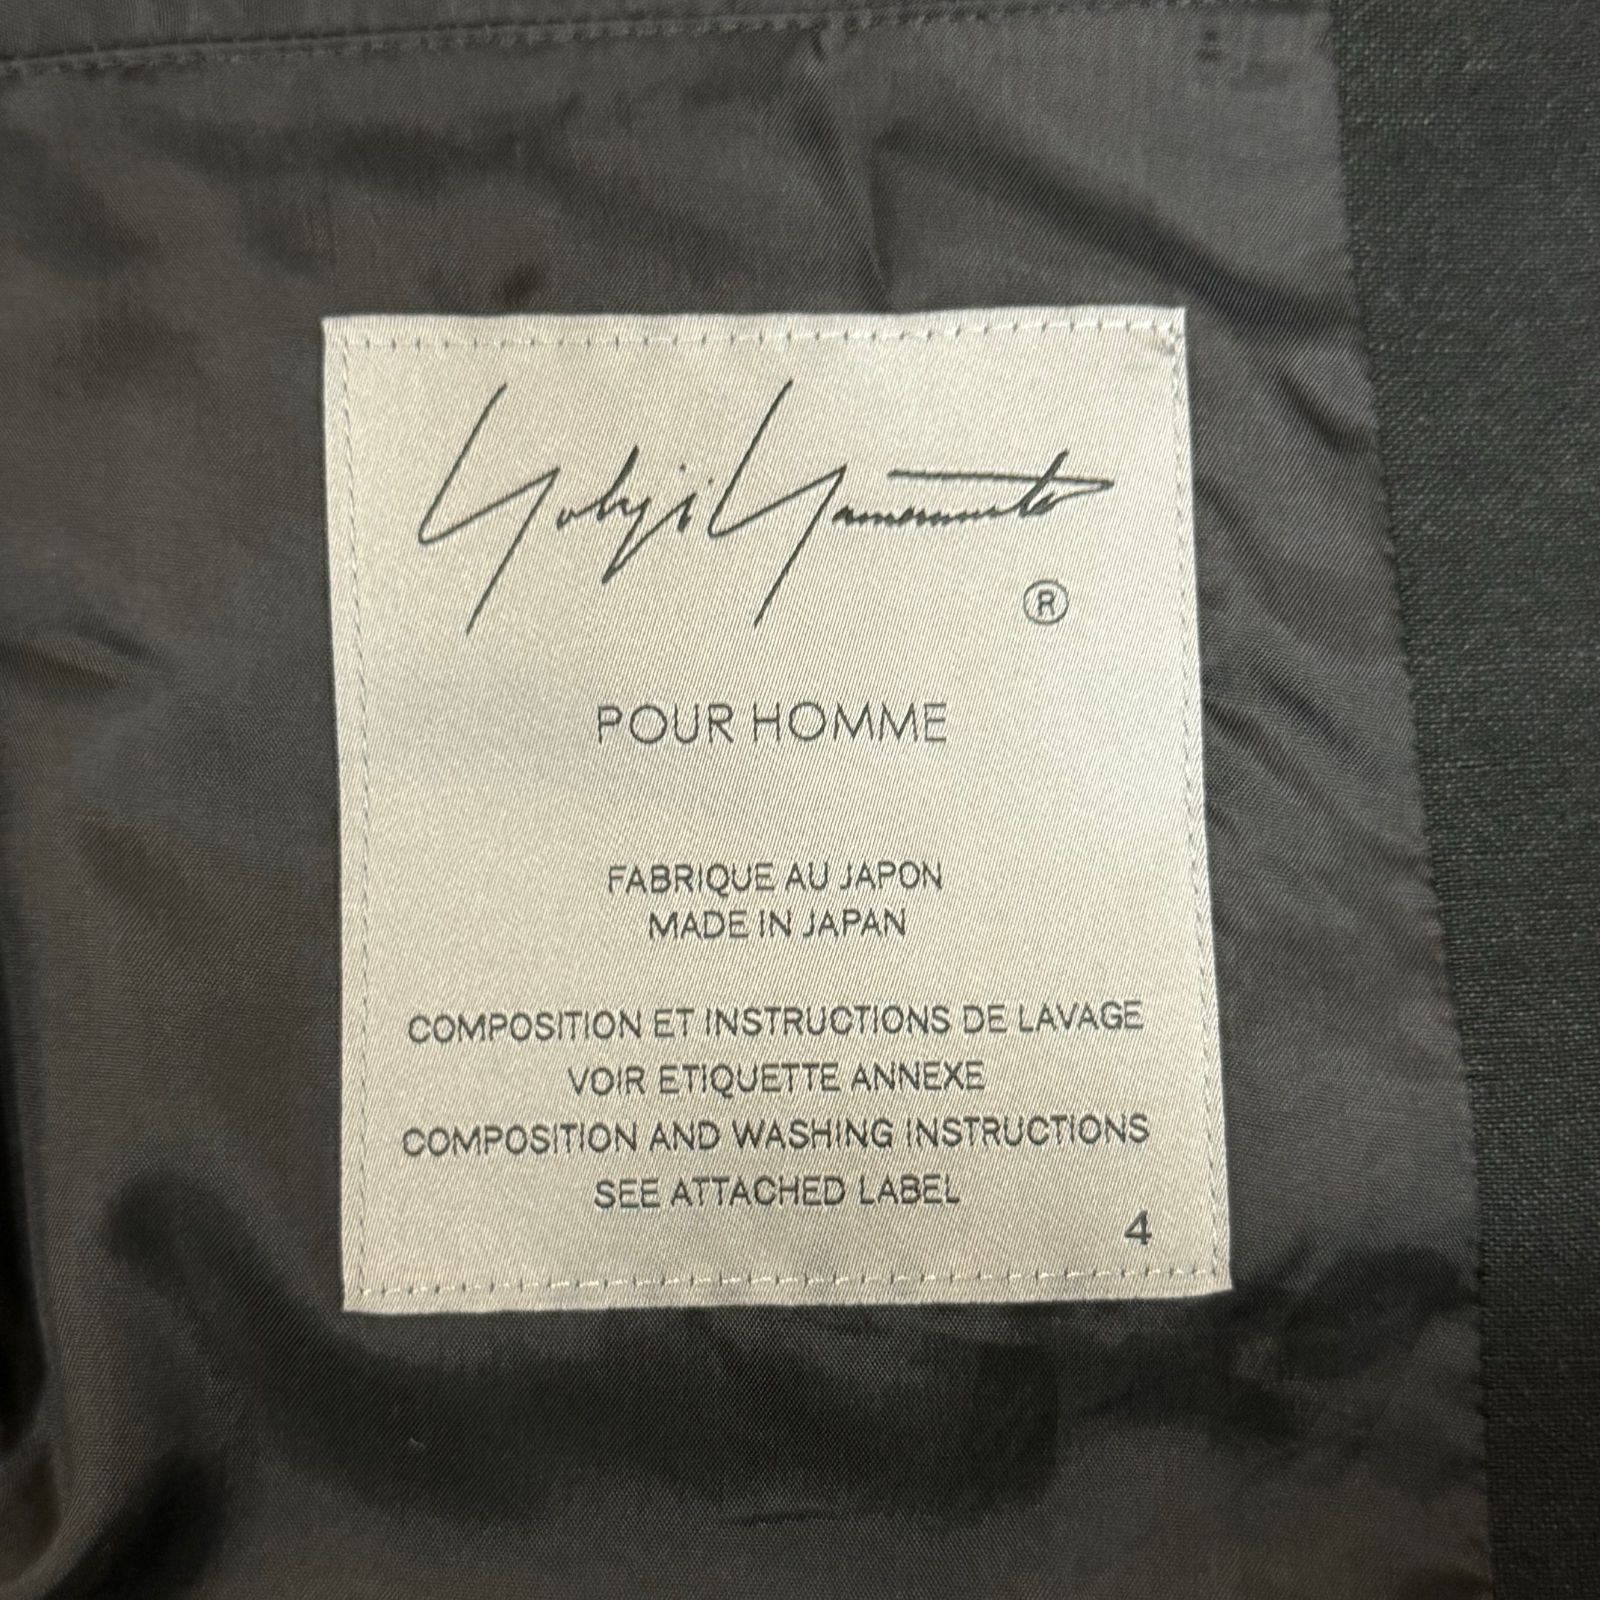 Yohji Yamamoto
®
POUR HOMME
FABRIQUE AU JAPON
MADE IN JAPAN
COMPOSITION ET INSTRUCTIONS DE LAVAGE
VOIR ETIQUETTE ANNEXE
COMPOSITION AND WASHING INSTRUCTIONS
SEE ATTACHED LABEL
4